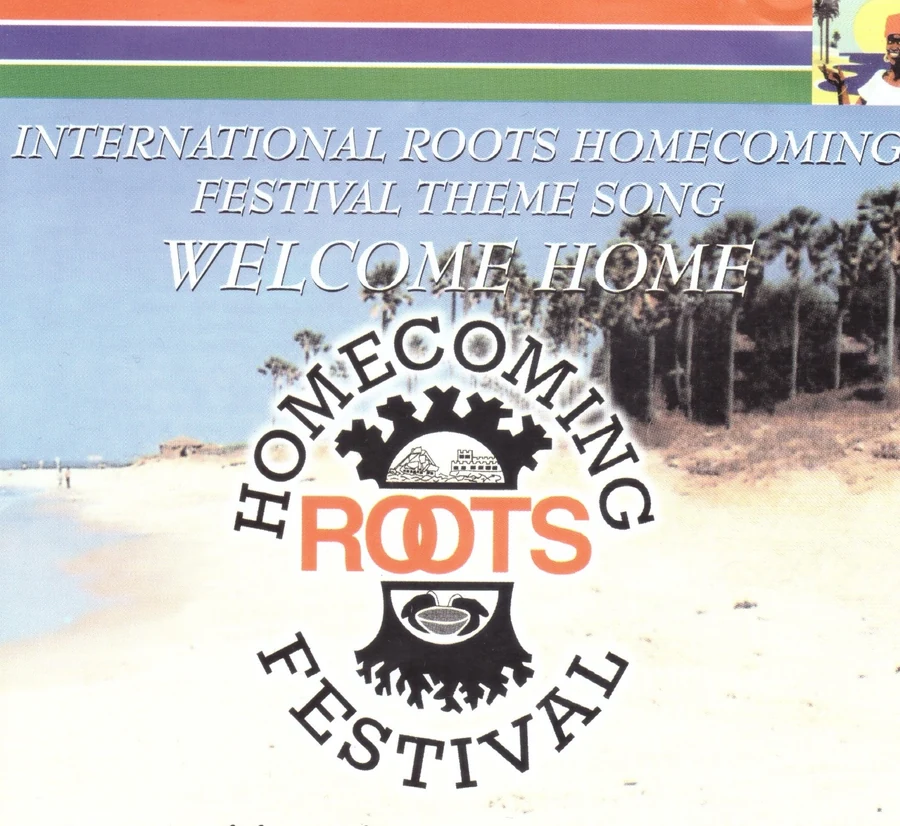 INTERNATIONAL ROOTS HOMECOMING
FESTIVAL THEME SONG
WELCOME HOME
HOMECOMING
ROOTS
FESTIVAL